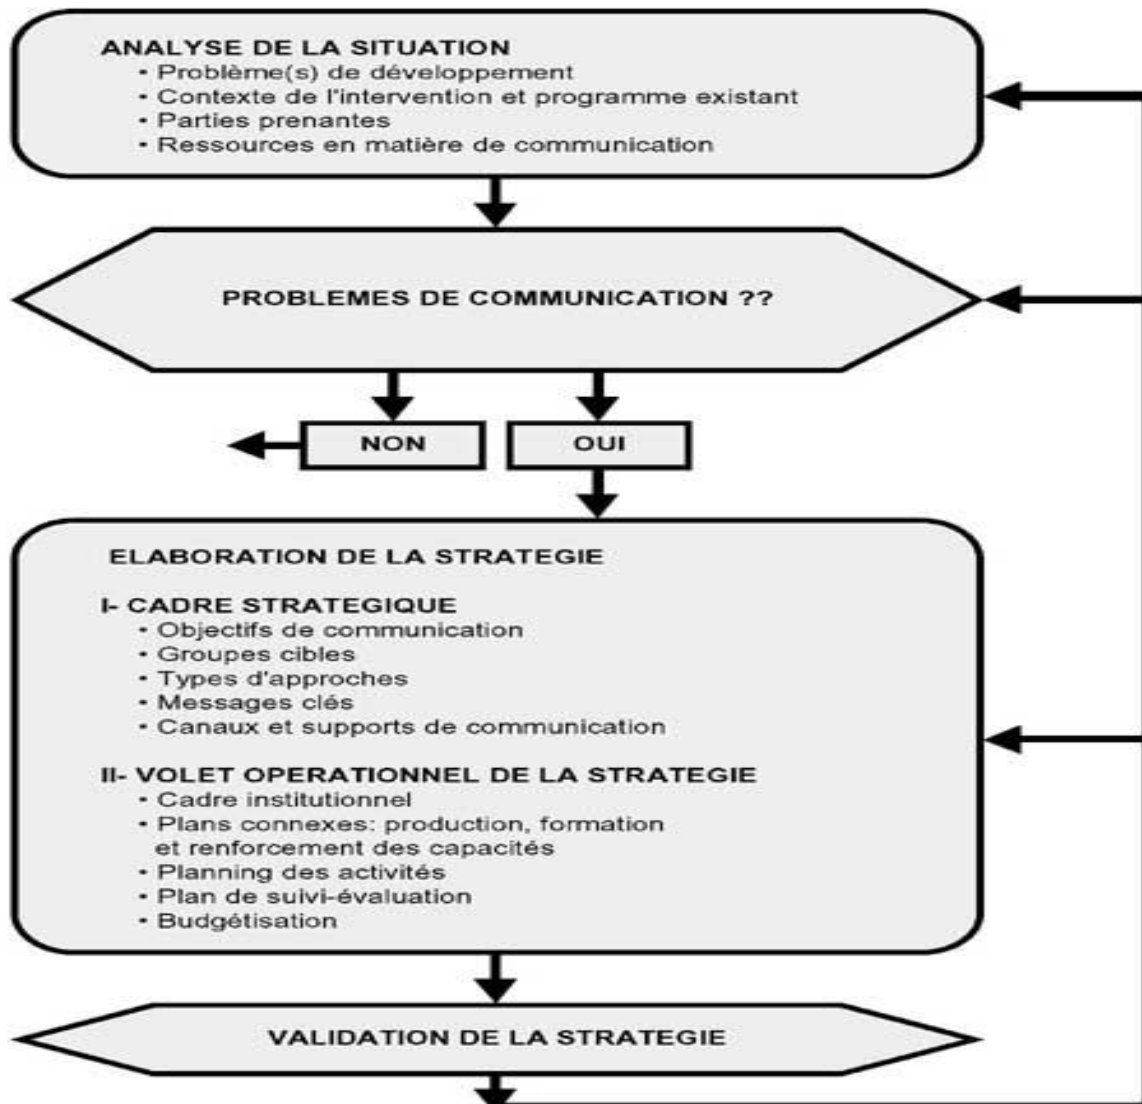 ANALYSE DE LA SITUATION
• Problème(s) de développement
• Contexte de l'intervention et programme existant
• Parties prenantes
• Ressources en matière de communication
PROBLEMES DE COMMUNICATION ??
NON
OUI
ELABORATION DE LA STRATEGIE
I- CADRE STRATEGIQUE
• Objectifs de communication
• Groupes cibles
• Types d'approches
• Messages clés
• Canaux et supports de communication
II- VOLET OPERATIONNEL DE LA STRATEGIE
• Cadre institutionnel
• Plans connexes: production, formation
et renforcement des capacités
• Planning des activités
• Plan de suivi-évaluation
• Budgétisation
VALIDATION DE LA STRATEGIE